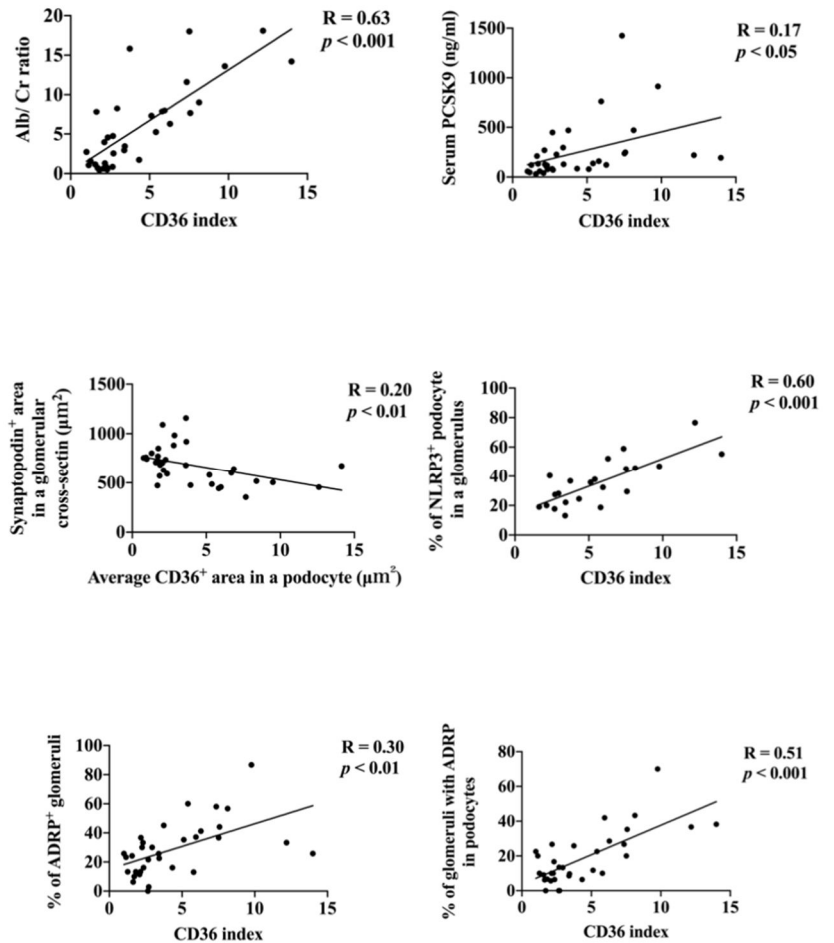 R = 0.63
p < 0.001
Alb/ Cr ratio
20
15
10
5
0
0 5 10 15
CD36 index
R = 0.17
p < 0.05
Serum PCSK9 (ng/ml)
1500
1000
500
0
0 5 10 15
CD36 index
R = 0.20
p < 0.01
Synaptopodin⁺ area
in a glomerular
cross-sectin (μm²)
1500
1000
500
0
0 5 10 15
Average CD36⁺ area in a podocyte (μm²)
R = 0.60
p < 0.001
% of NLRP3⁺ podocyte
in a glomerulus
100
80
60
40
20
0
0 5 10 15
CD36 index
R = 0.30
p < 0.01
% of ADRP⁺ glomeruli
100
80
60
40
20
0
0 5 10 15
CD36 index
R = 0.51
p < 0.001
% of glomeruli with ADRP
in podocytes
80
60
40
20
0
0 5 10 15
CD36 index